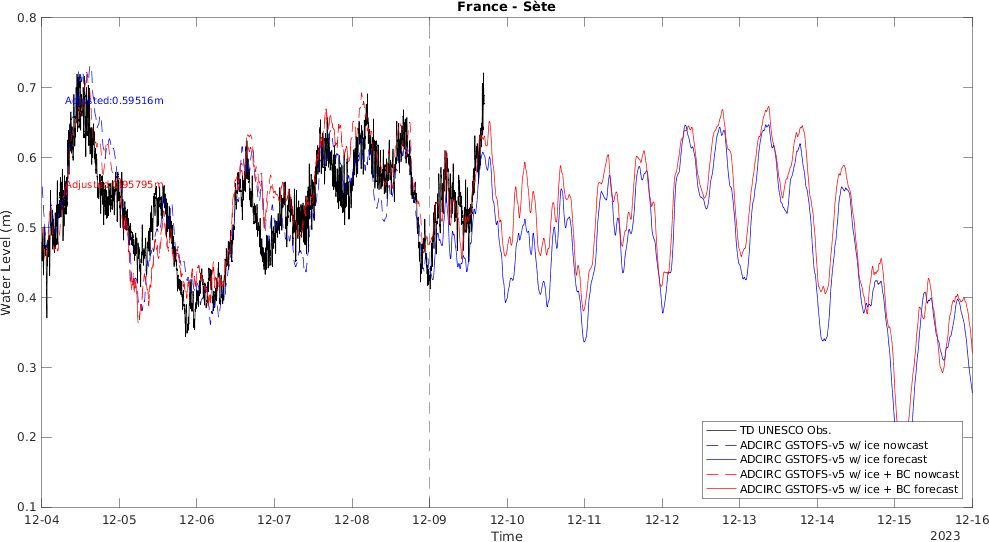 France - Sète
Water Level (m)
0.8
0.7
0.6
0.5
0.4
0.3
0.2
0.1
Adjusted:0.59516m
TD UNESCO Obs.
ADCIRC GSTOFS-v5 w/ ice nowcast
ADCIRC GSTOFS-v5 w/ ice forecast
ADCIRC GSTOFS-v5 w/ ice + BC nowcast
ADCIRC GSTOFS-v5 w/ ice + BC forecast
12-04 12-05 12-06 12-07 12-08 12-09 12-10 12-11 12-12 12-13 12-14 12-15 12-16
Time
2023